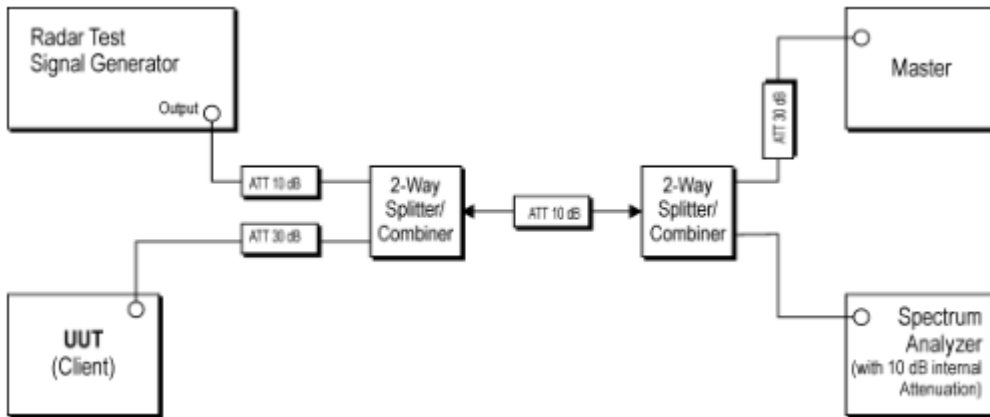 Radar Test
Signal Generator
Output
Master
ATT 30 dB
ATT 10 dB
2-Way
Splitter/
Combiner
ATT 10 dB
2-Way
Splitter/
Combiner
ATT 30 dB
UUT
(Client)
Spectrum
Analyzer
(with 10 dB internal
Attenuation)